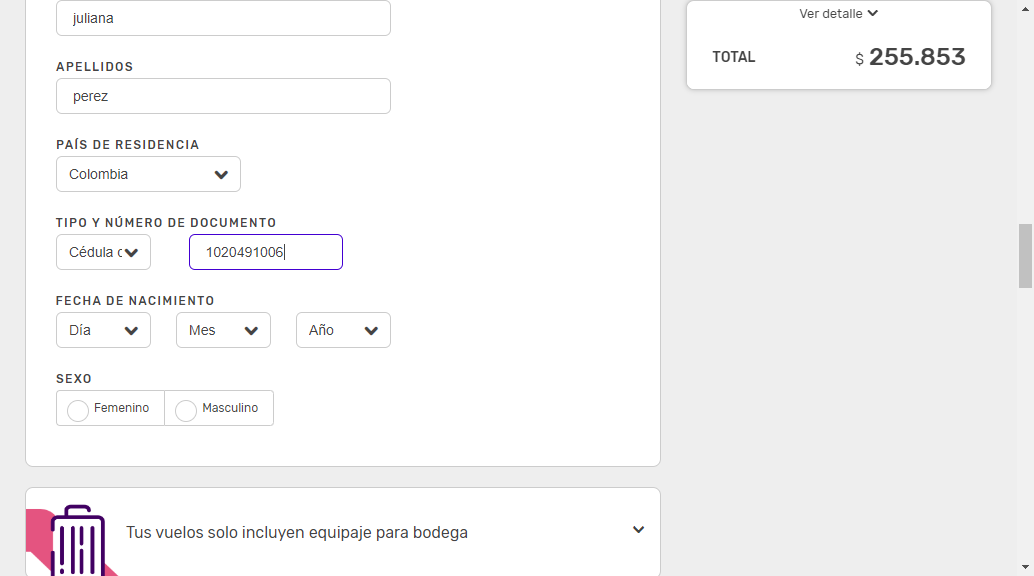 juliana
APELLIDOS
perez
PAÍS DE RESIDENCIA
Colombia
TIPO Y NÚMERO DE DOCUMENTO
Cédula c 1020491006
FECHA DE NACIMIENTO
Día Mes Año
SEXO
Femenino Masculino
Tus vuelos solo incluyen equipaje para bodega
Ver detalle
TOTAL $ 255.853